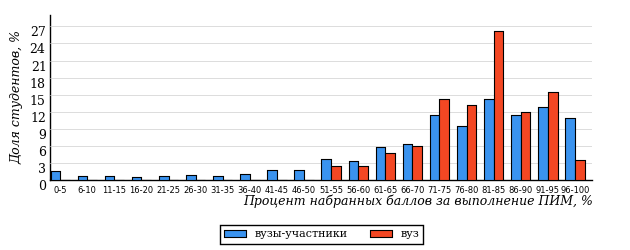 Доля студентов, %
27
24
21
18
15
12
9
6
3
0
0-5 6-10 11-15 16-20 21-25 26-30 31-35 36-40 41-45 46-50 51-55 56-60 61-65 66-70 71-75 76-80 81-85 86-90 91-95 96-100
Процент набранных баллов за выполнение ПИМ, %
вузы-участники вуз